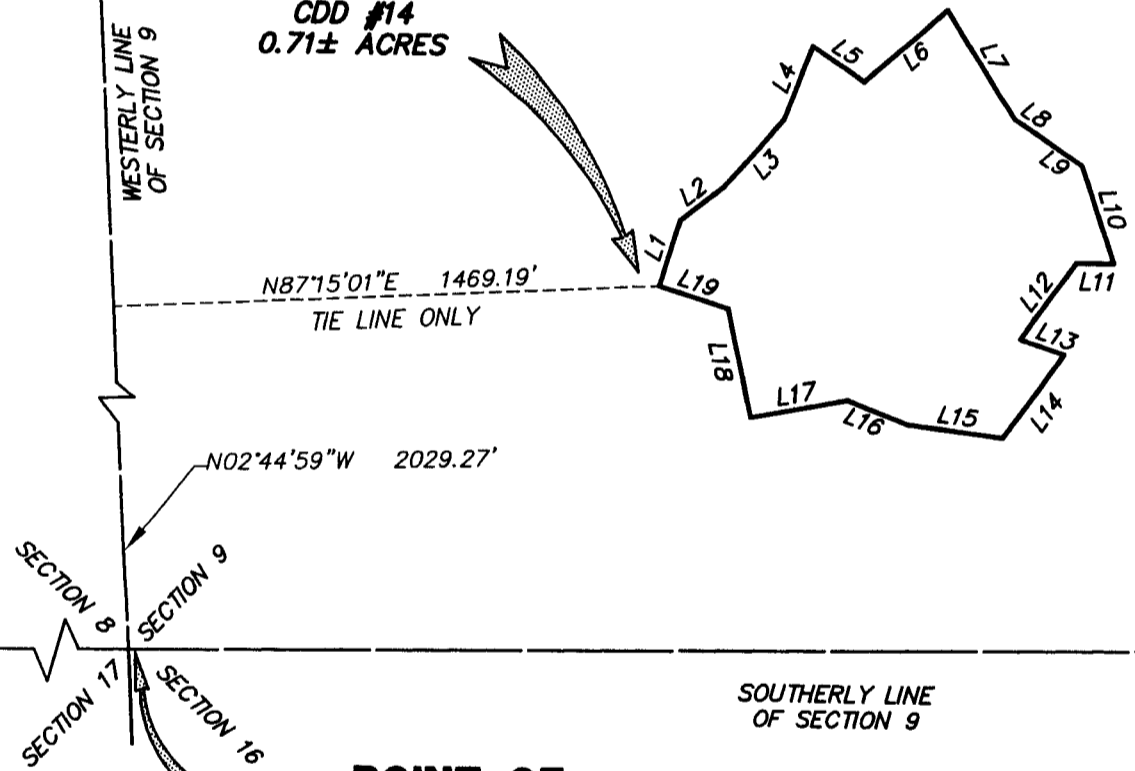 CDD #14
0.71± ACRES
WESTERLY LINE
OF SECTION 9
L1
L2
L3
L4
L5
L6
L7
L8
L9
L10
L11
L12
L13
L14
L15
L16
L17
L18
L19
N87°15'01"E 1469.19'
TIE LINE ONLY
N02°44'59"W 2029.27'
SECTION 8
SECTION 9
SECTION 17
SECTION 16
SOUTHERLY LINE
OF SECTION 9
POINT OF